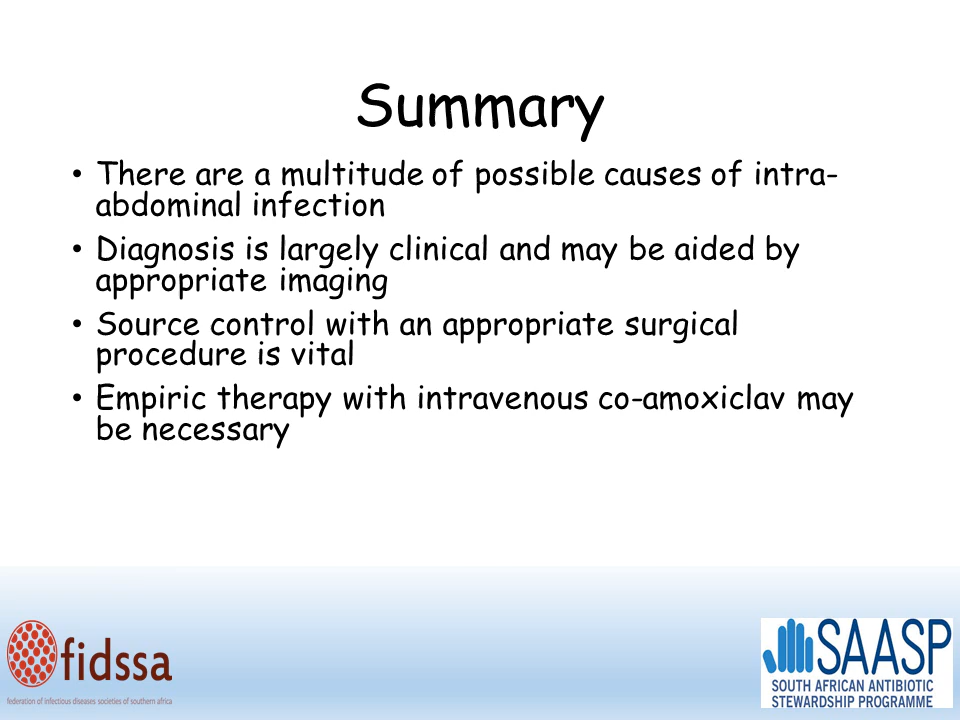 Summary
• There are a multitude of possible causes of intra-
abdominal infection
• Diagnosis is largely clinical and may be aided by
appropriate imaging
• Source control with an appropriate surgical
procedure is vital
• Empiric therapy with intravenous co-amoxiclav may
be necessary
fidssa
federation of infectious diseases societies of southern africa
SAASP
SOUTH AFRICAN ANTIBIOTIC
STEWARDSHIP PROGRAMME